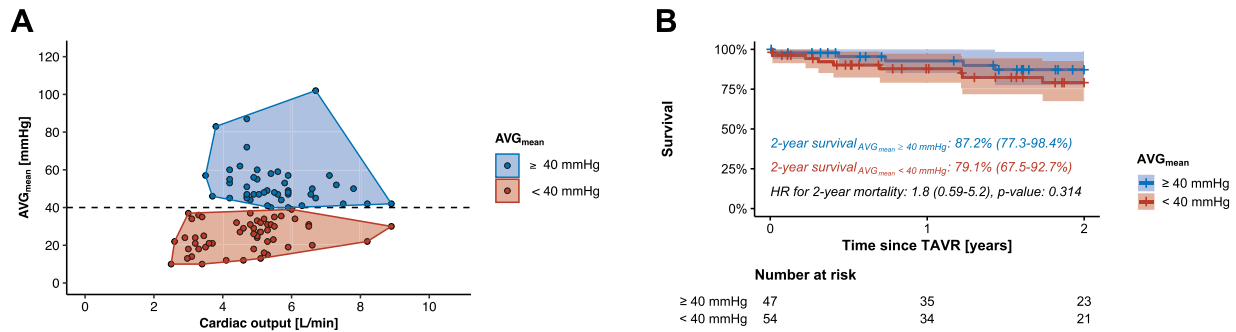 A
120
100
80
60
40
20
0
AVGmean [mmHg]
0 2 4 6 8 10
Cardiac output [L/min]
AVGmean
≥ 40 mmHg
< 40 mmHg
B
100%
75%
50%
25%
0%
Survival
2-year survival AVGmean ≥ 40 mmHg: 87.2% (77.3-98.4%)
2-year survival AVGmean < 40 mmHg: 79.1% (67.5-92.7%)
HR for 2-year mortality: 1.8 (0.59-5.2), p-value: 0.314
0 1 2
Time since TAVR [years]
AVGmean
≥ 40 mmHg
< 40 mmHg
Number at risk
≥ 40 mmHg 47 35 23
< 40 mmHg 54 34 21